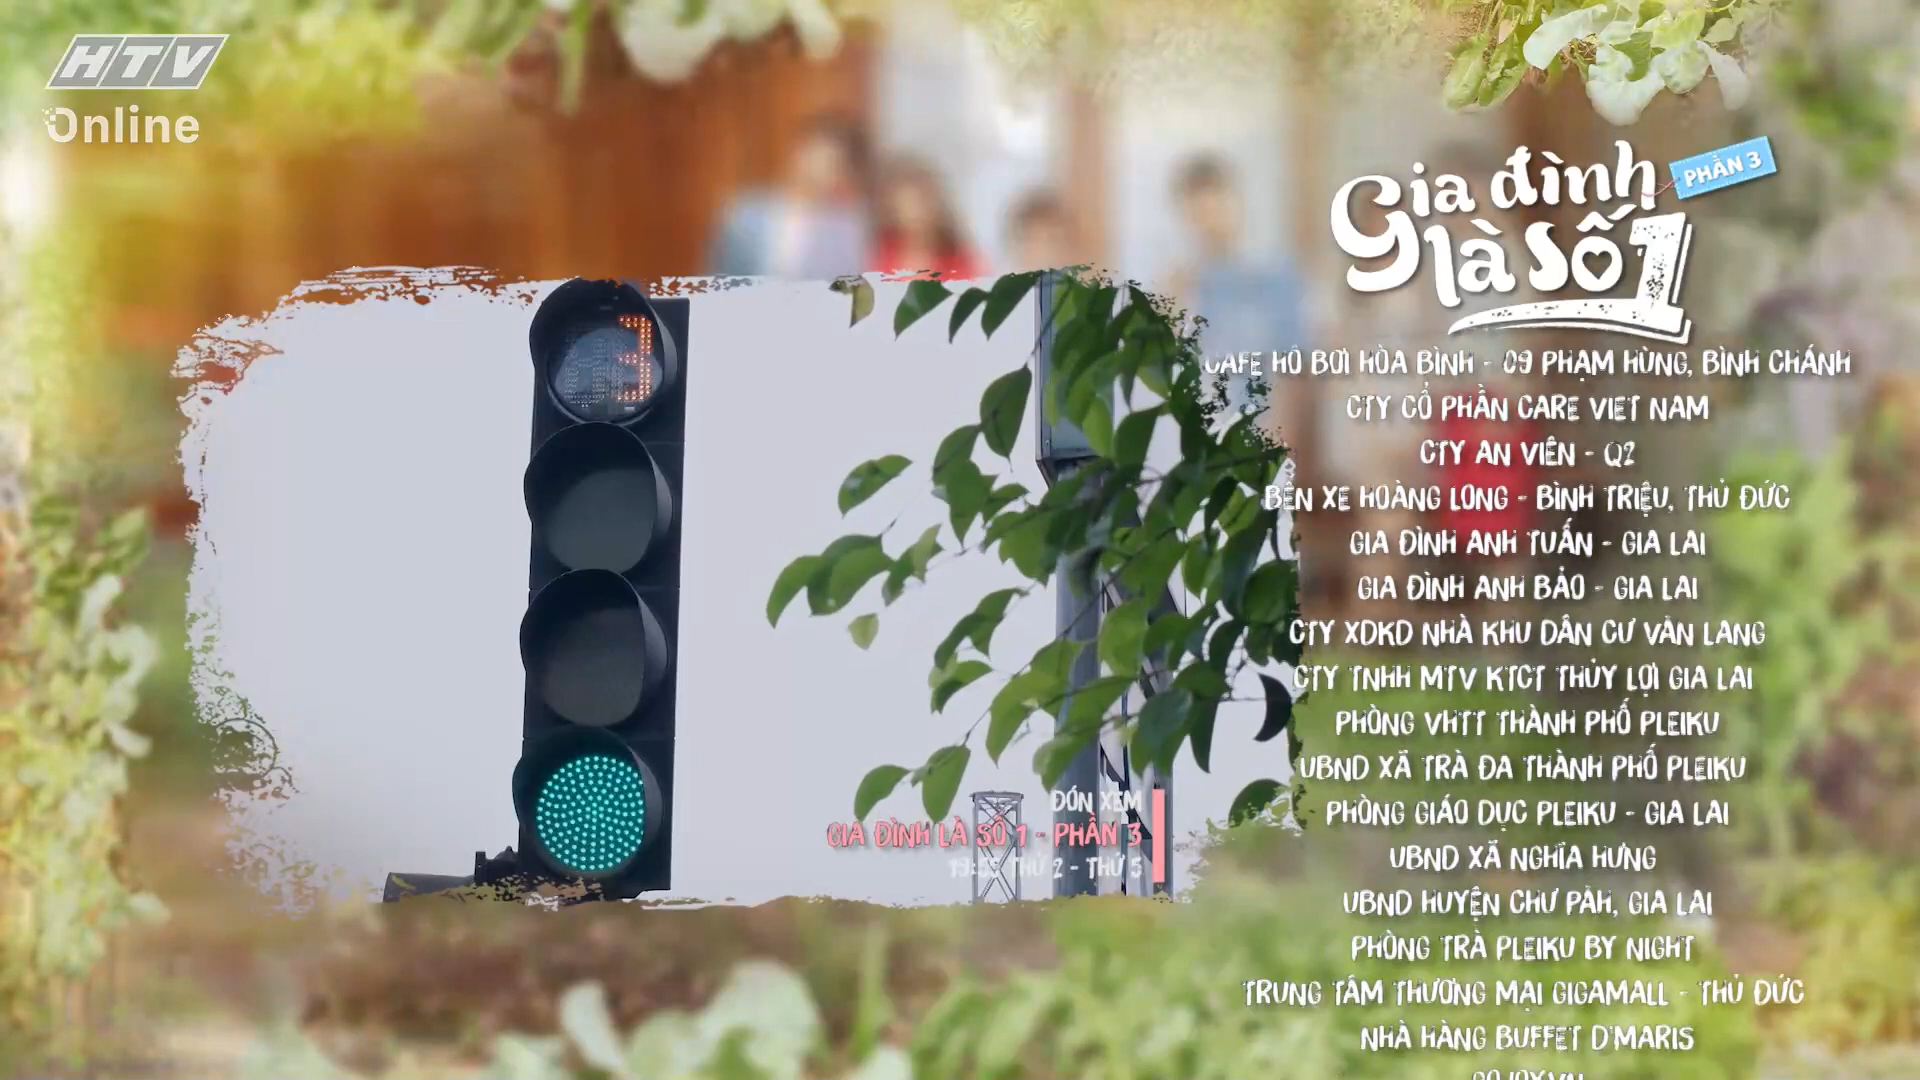 HTV
Online
Gia đình
là số 1
PHẦN 3
3
CAFE HỒ BƠI HÒA BÌNH - 09 PHẠM HÙNG, BÌNH CHÁNH
CTY CỔ PHẦN CARE VIET NAM
CTY AN VIÊN - Q2
BẾN XE HOÀNG LONG - BÌNH TRIỆU, THỦ ĐỨC
GIA ĐÌNH ANH TUẤN - GIA LAI
GIA ĐÌNH ANH BẢO - GIA LAI
CTY XDKD NHÀ KHU DÂN CƯ VĂN LANG
CTY TNHH MTV KTCT THỦY LỢI GIA LAI
PHÒNG VHTT THÀNH PHỐ PLEIKU
UBND XÃ TRÀ ĐA THÀNH PHỐ PLEIKU
PHÒNG GIÁO DỤC PLEIKU - GIA LAI
UBND XÃ NGHĨA HƯNG
UBND HUYỆN CHƯ PĂH, GIA LAI
PHÒNG TRÀ PLEIKU BY NIGHT
TRUNG TÂM THƯƠNG MẠI GIGAMALL - THỦ ĐỨC
NHÀ HÀNG BUFFET D'MARIS
ĐÓN XEM
GIA ĐÌNH LÀ SỐ 1 - PHẦN 3
19:55 THỨ 2 - THỨ 5